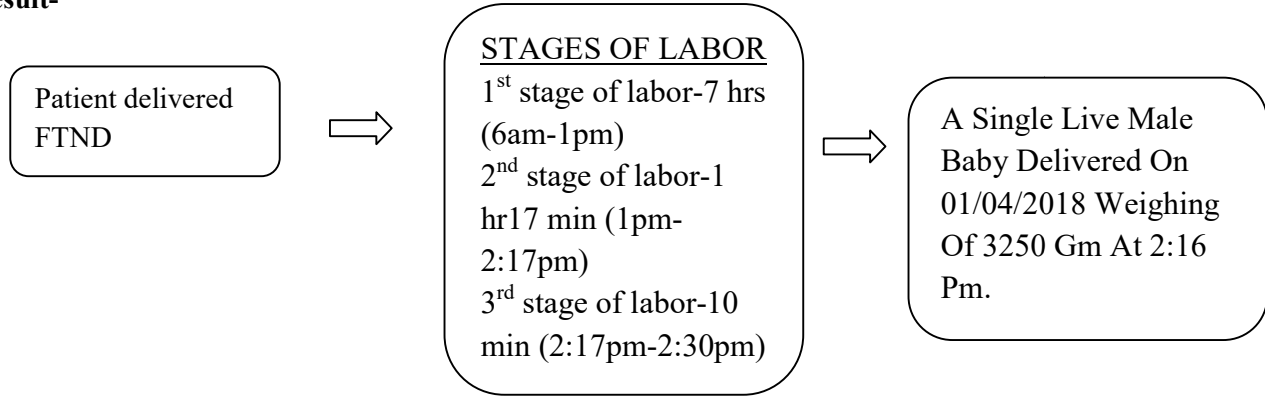 Patient delivered
FTND
STAGES OF LABOR
1st stage of labor-7 hrs
(6am-1pm)
2nd stage of labor-1
hr17 min (1pm-
2:17pm)
3rd stage of labor-10
min (2:17pm-2:30pm)
A Single Live Male
Baby Delivered On
01/04/2018 Weighing
Of 3250 Gm At 2:16
Pm.